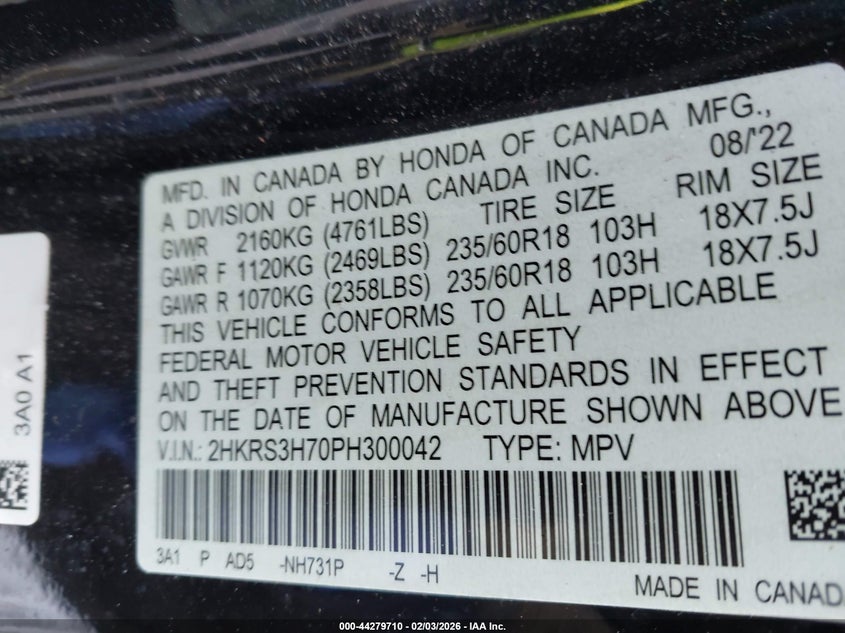 MFD. IN CANADA BY HONDA OF CANADA MFG.,
A DIVISION OF HONDA CANADA INC. 08/'22
GVWR 2160KG (4761LBS) TIRE SIZE RIM SIZE
GAWR F 1120KG (2469LBS) 235/60R18 103H 18X7.5J
GAWR R 1070KG (2358LBS) 235/60R18 103H 18X7.5J
THIS VEHICLE CONFORMS TO ALL APPLICABLE
FEDERAL MOTOR VEHICLE SAFETY
AND THEFT PREVENTION STANDARDS IN EFFECT
ON THE DATE OF MANUFACTURE SHOWN ABOVE
V.I.N.: 2HKRS3H70PH300042 TYPE: MPV
3A1 P AD5 -NH731P -Z -H
MADE IN CANAD
3A0 A1
000-44279710 - 02/03/2026 - IAA Inc.